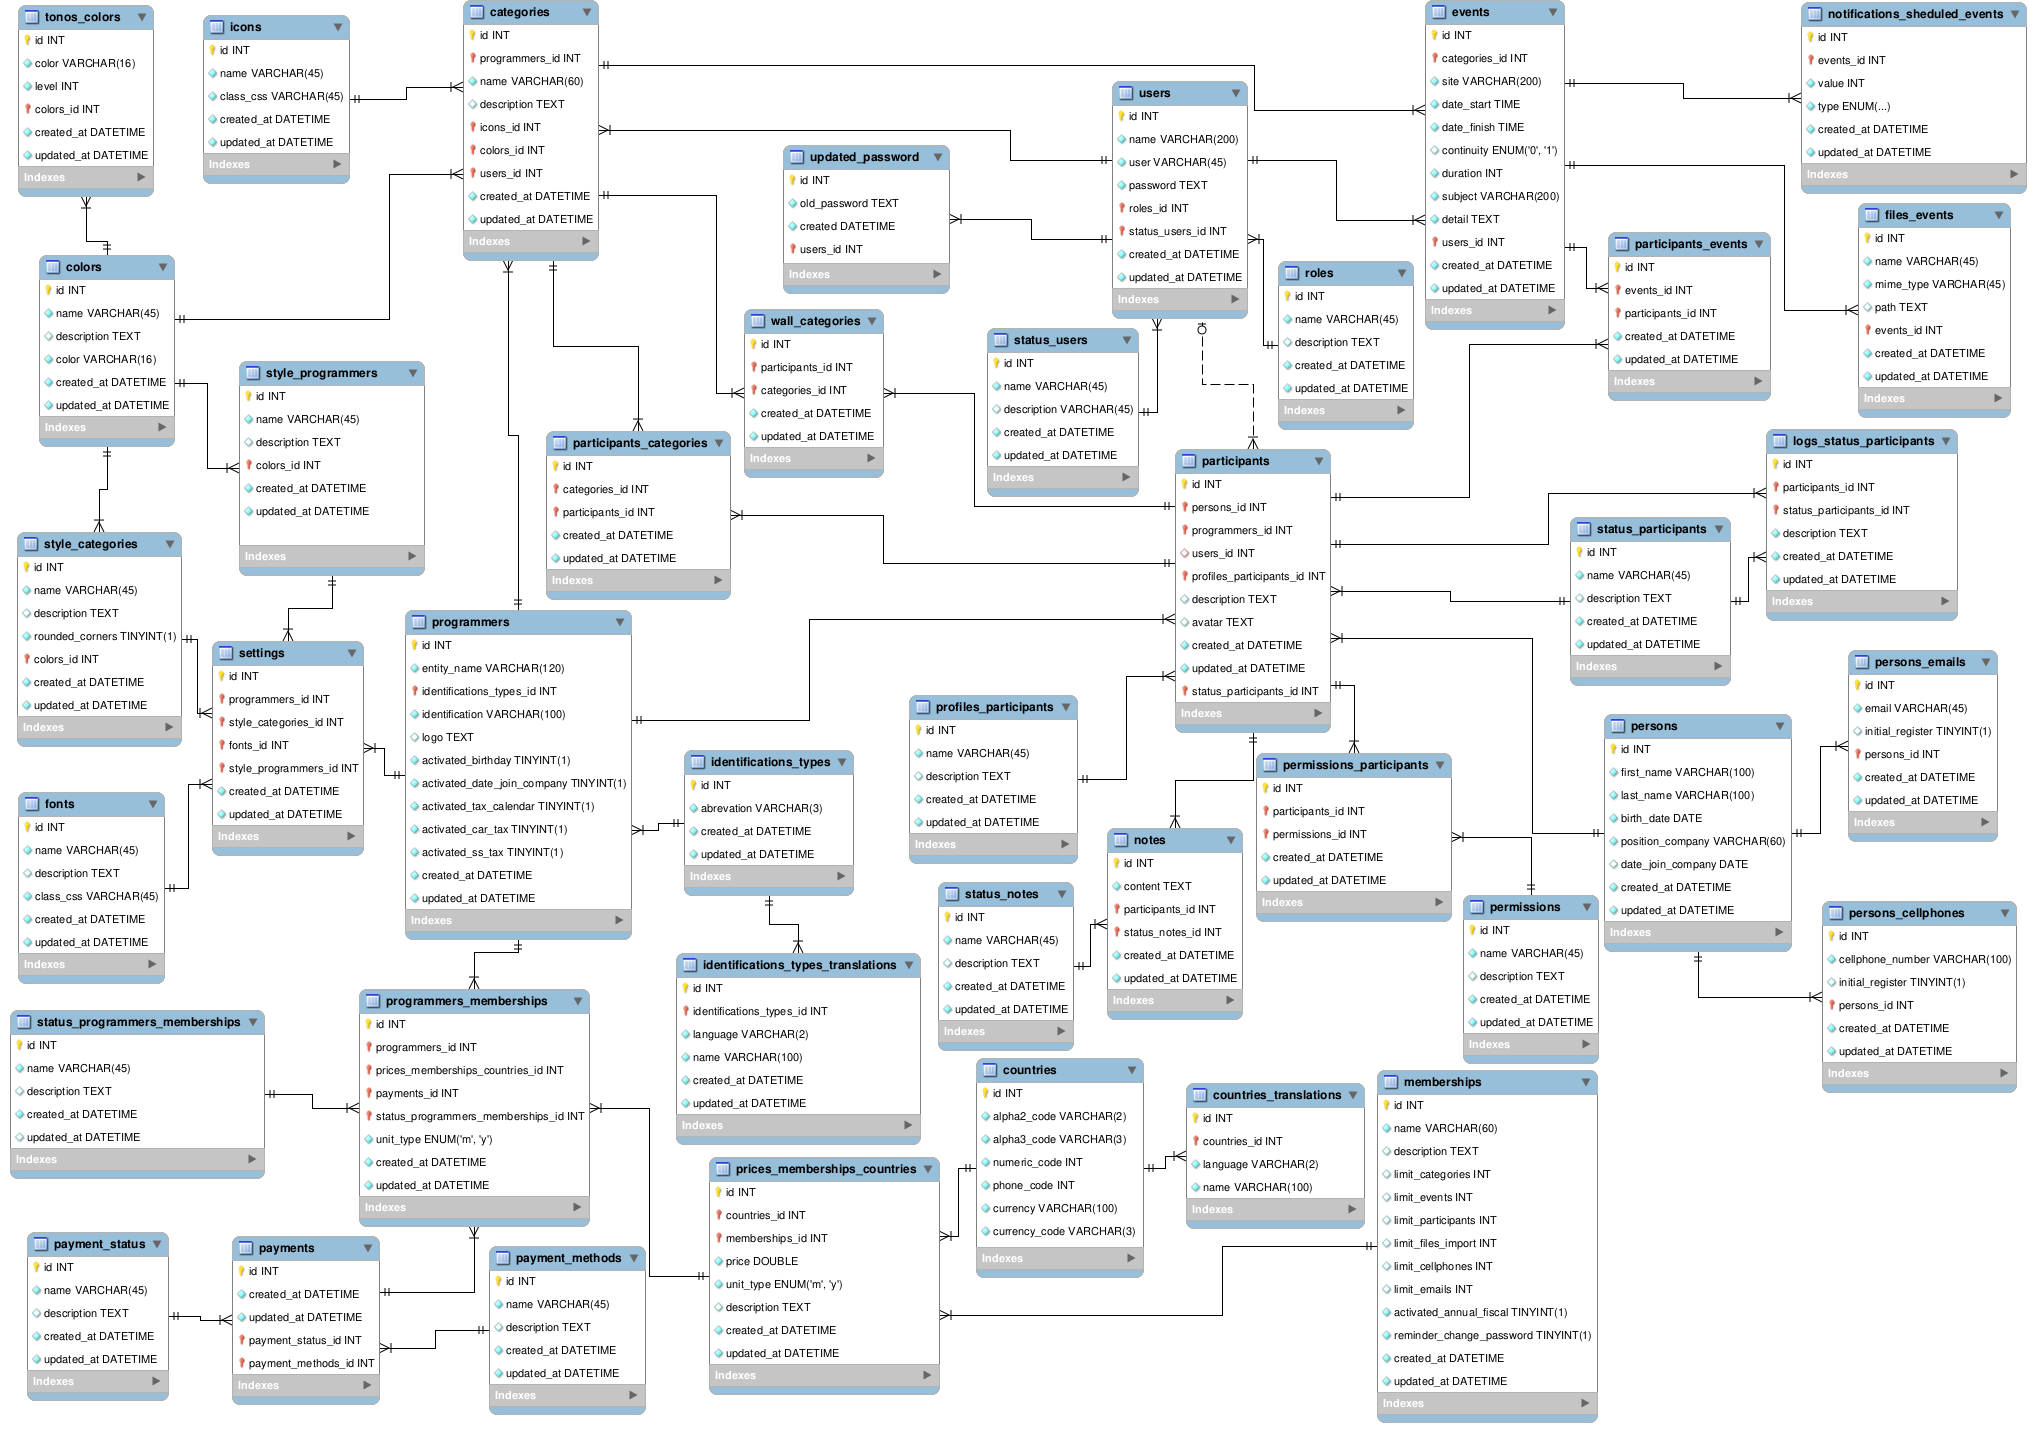 tonos_colors
id INT
color VARCHAR(16)
level INT
colors_id INT
created_at DATETIME
updated_at DATETIME
Indexes
icons
id INT
name VARCHAR(45)
class_css VARCHAR(45)
created_at DATETIME
updated_at DATETIME
Indexes
categories
id INT
programmers_id INT
name VARCHAR(60)
description TEXT
icons_id INT
colors_id INT
users_id INT
created_at DATETIME
updated_at DATETIME
Indexes
users
id INT
name VARCHAR(200)
user VARCHAR(45)
password TEXT
roles_id INT
status_users_id INT
created_at DATETIME
updated_at DATETIME
Indexes
events
id INT
categories_id INT
site VARCHAR(200)
date_start TIME
date_finish TIME
continuity ENUM('0', '1')
duration INT
subject VARCHAR(200)
detail TEXT
users_id INT
created_at DATETIME
updated_at DATETIME
Indexes
notifications_sheduled_events
id INT
events_id INT
value INT
type ENUM(...)
created_at DATETIME
updated_at DATETIME
Indexes
updated_password
id INT
old_password TEXT
created DATETIME
users_id INT
Indexes
files_events
id INT
name VARCHAR(45)
mime_type VARCHAR(45)
path TEXT
events_id INT
created_at DATETIME
updated_at DATETIME
Indexes
participants_events
id INT
events_id INT
participants_id INT
created_at DATETIME
updated_at DATETIME
Indexes
colors
id INT
name VARCHAR(45)
description TEXT
color VARCHAR(16)
created_at DATETIME
updated_at DATETIME
Indexes
roles
id INT
name VARCHAR(45)
description TEXT
created_at DATETIME
updated_at DATETIME
Indexes
wall_categories
id INT
participants_id INT
categories_id INT
created_at DATETIME
updated_at DATETIME
Indexes
status_users
id INT
name VARCHAR(45)
description VARCHAR(45)
created_at DATETIME
updated_at DATETIME
Indexes
style_programmers
id INT
name VARCHAR(45)
description TEXT
colors_id INT
created_at DATETIME
updated_at DATETIME
Indexes
participants_categories
id INT
categories_id INT
participants_id INT
created_at DATETIME
updated_at DATETIME
Indexes
participants
id INT
persons_id INT
programmers_id INT
users_id INT
profiles_participants_id INT
description TEXT
avatar TEXT
created_at DATETIME
updated_at DATETIME
status_participants_id INT
Indexes
logs_status_participants
id INT
participants_id INT
status_participants_id INT
description TEXT
created_at DATETIME
updated_at DATETIME
Indexes
status_participants
id INT
name VARCHAR(45)
description TEXT
created_at DATETIME
updated_at DATETIME
Indexes
style_categories
id INT
name VARCHAR(45)
description TEXT
rounded_corners TINYINT(1)
colors_id INT
created_at DATETIME
updated_at DATETIME
Indexes
settings
id INT
programmers_id INT
style_categories_id INT
fonts_id INT
style_programmers_id INT
created_at DATETIME
updated_at DATETIME
Indexes
programmers
id INT
entity_name VARCHAR(120)
identifications_types_id INT
identification VARCHAR(100)
logo TEXT
activated_birthday TINYINT(1)
activated_date_join_company TINYINT(1)
activated_tax_calendar TINYINT(1)
activated_car_tax TINYINT(1)
activated_ss_tax TINYINT(1)
created_at DATETIME
updated_at DATETIME
Indexes
persons_emails
id INT
email VARCHAR(45)
initial_register TINYINT(1)
persons_id INT
created_at DATETIME
updated_at DATETIME
Indexes
profiles_participants
id INT
name VARCHAR(45)
description TEXT
created_at DATETIME
updated_at DATETIME
Indexes
persons
id INT
first_name VARCHAR(100)
last_name VARCHAR(100)
birth_date DATE
position_company VARCHAR(60)
date_join_company DATE
created_at DATETIME
updated_at DATETIME
Indexes
identifications_types
id INT
abrevation VARCHAR(3)
created_at DATETIME
updated_at DATETIME
Indexes
permissions_participants
id INT
participants_id INT
permissions_id INT
created_at DATETIME
updated_at DATETIME
Indexes
fonts
id INT
name VARCHAR(45)
description TEXT
class_css VARCHAR(45)
created_at DATETIME
updated_at DATETIME
Indexes
notes
id INT
content TEXT
participants_id INT
status_notes_id INT
created_at DATETIME
updated_at DATETIME
Indexes
status_notes
id INT
name VARCHAR(45)
description TEXT
created_at DATETIME
updated_at DATETIME
Indexes
permissions
id INT
name VARCHAR(45)
description TEXT
created_at DATETIME
updated_at DATETIME
Indexes
persons_cellphones
id INT
cellphone_number VARCHAR(100)
initial_register TINYINT(1)
persons_id INT
created_at DATETIME
updated_at DATETIME
Indexes
identifications_types_translations
id INT
identifications_types_id INT
language VARCHAR(2)
name VARCHAR(100)
created_at DATETIME
updated_at DATETIME
Indexes
programmers_memberships
id INT
programmers_id INT
prices_memberships_countries_id INT
payments_id INT
status_programmers_memberships_id INT
unit_type ENUM('m', 'y')
created_at DATETIME
updated_at DATETIME
Indexes
status_programmers_memberships
id INT
name VARCHAR(45)
description TEXT
created_at DATETIME
updated_at DATETIME
Indexes
countries
id INT
alpha2_code VARCHAR(2)
alpha3_code VARCHAR(3)
numeric_code INT
phone_code INT
currency VARCHAR(100)
currency_code VARCHAR(3)
Indexes
countries_translations
id INT
countries_id INT
language VARCHAR(2)
name VARCHAR(100)
Indexes
memberships
id INT
name VARCHAR(60)
description TEXT
limit_categories INT
limit_events INT
limit_participants INT
limit_files_import INT
limit_cellphones INT
limit_emails INT
activated_annual_fiscal TINYINT(1)
reminder_change_password TINYINT(1)
created_at DATETIME
updated_at DATETIME
Indexes
prices_memberships_countries
id INT
countries_id INT
memberships_id INT
price DOUBLE
unit_type ENUM('m', 'y')
description TEXT
created_at DATETIME
updated_at DATETIME
Indexes
payment_status
id INT
name VARCHAR(45)
description TEXT
created_at DATETIME
updated_at DATETIME
Indexes
payments
id INT
created_at DATETIME
updated_at DATETIME
payment_status_id INT
payment_methods_id INT
Indexes
payment_methods
id INT
name VARCHAR(45)
description TEXT
created_at DATETIME
updated_at DATETIME
Indexes